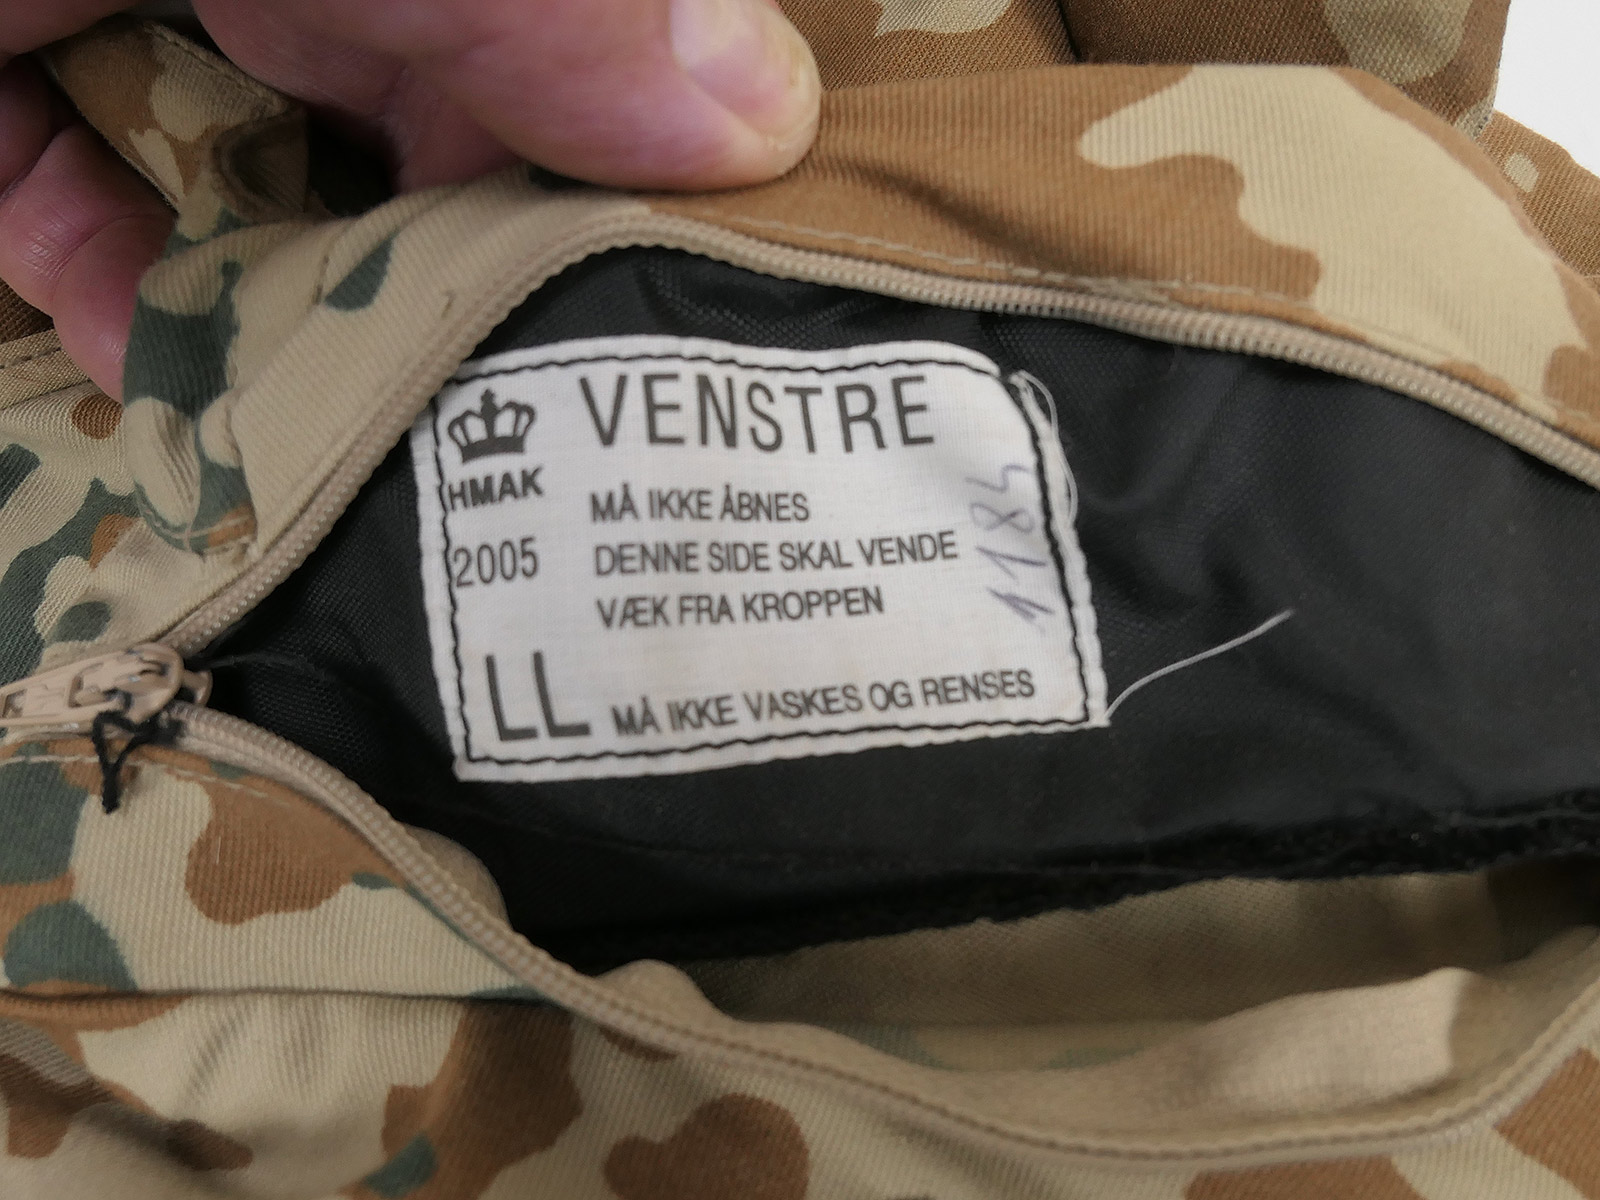 VENSTRE
HMAK
2005
MÅ IKKE ÅBNES
DENNE SIDE SKAL VENDE
VÆK FRA KROPPEN
LL
MÅ IKKE VASKES OG RENSES